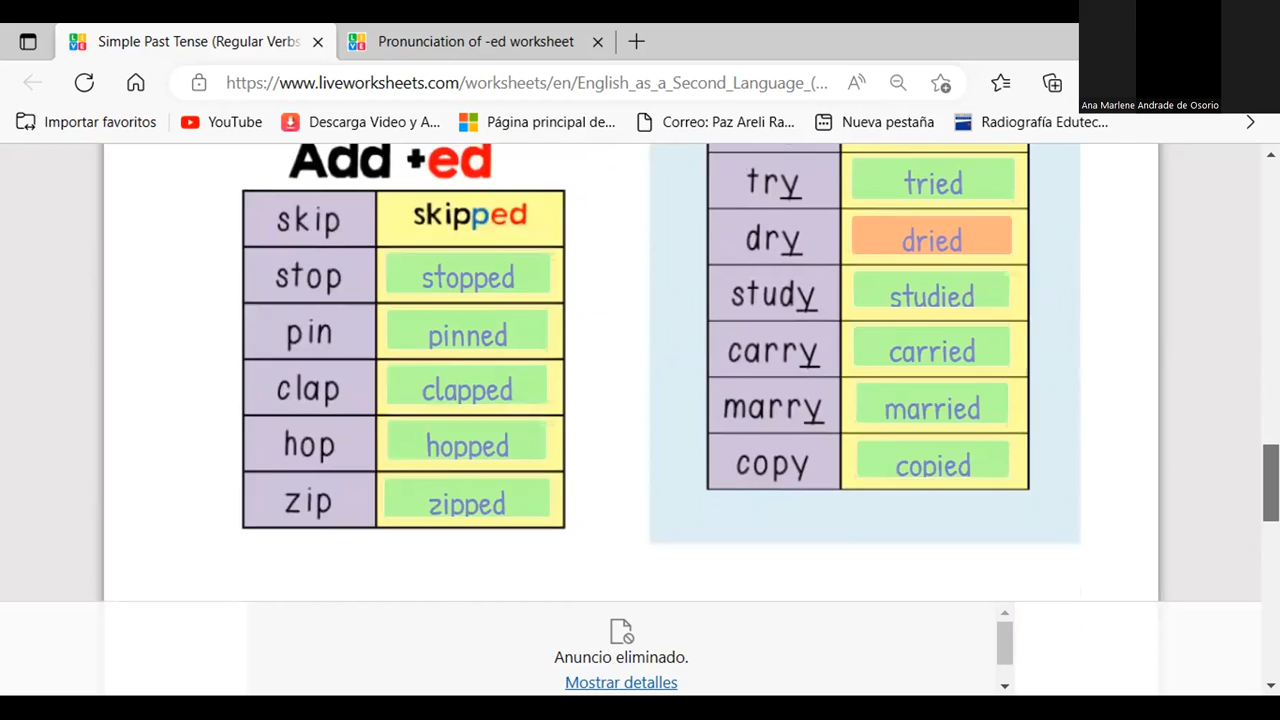 Simple Past Tense (Regular Verbs
Pronunciation of -ed worksheet
https://www.liveworksheets.com/worksheets/en/English_as_a_Second_Language_(...
Ana Marlene Andrade de Osorio
Importar favoritos
YouTube
Descarga Video y A...
Página principal de...
Correo: Paz Areli Ra...
Nueva pestaña
Radiografía Edutec...
Add +ed
skip skipped
stop stopped
pin pinned
clap clapped
hop hopped
zip zipped
try tried
dry dried
study studied
carry carried
marry married
copy copied
Anuncio eliminado.
Mostrar detalles